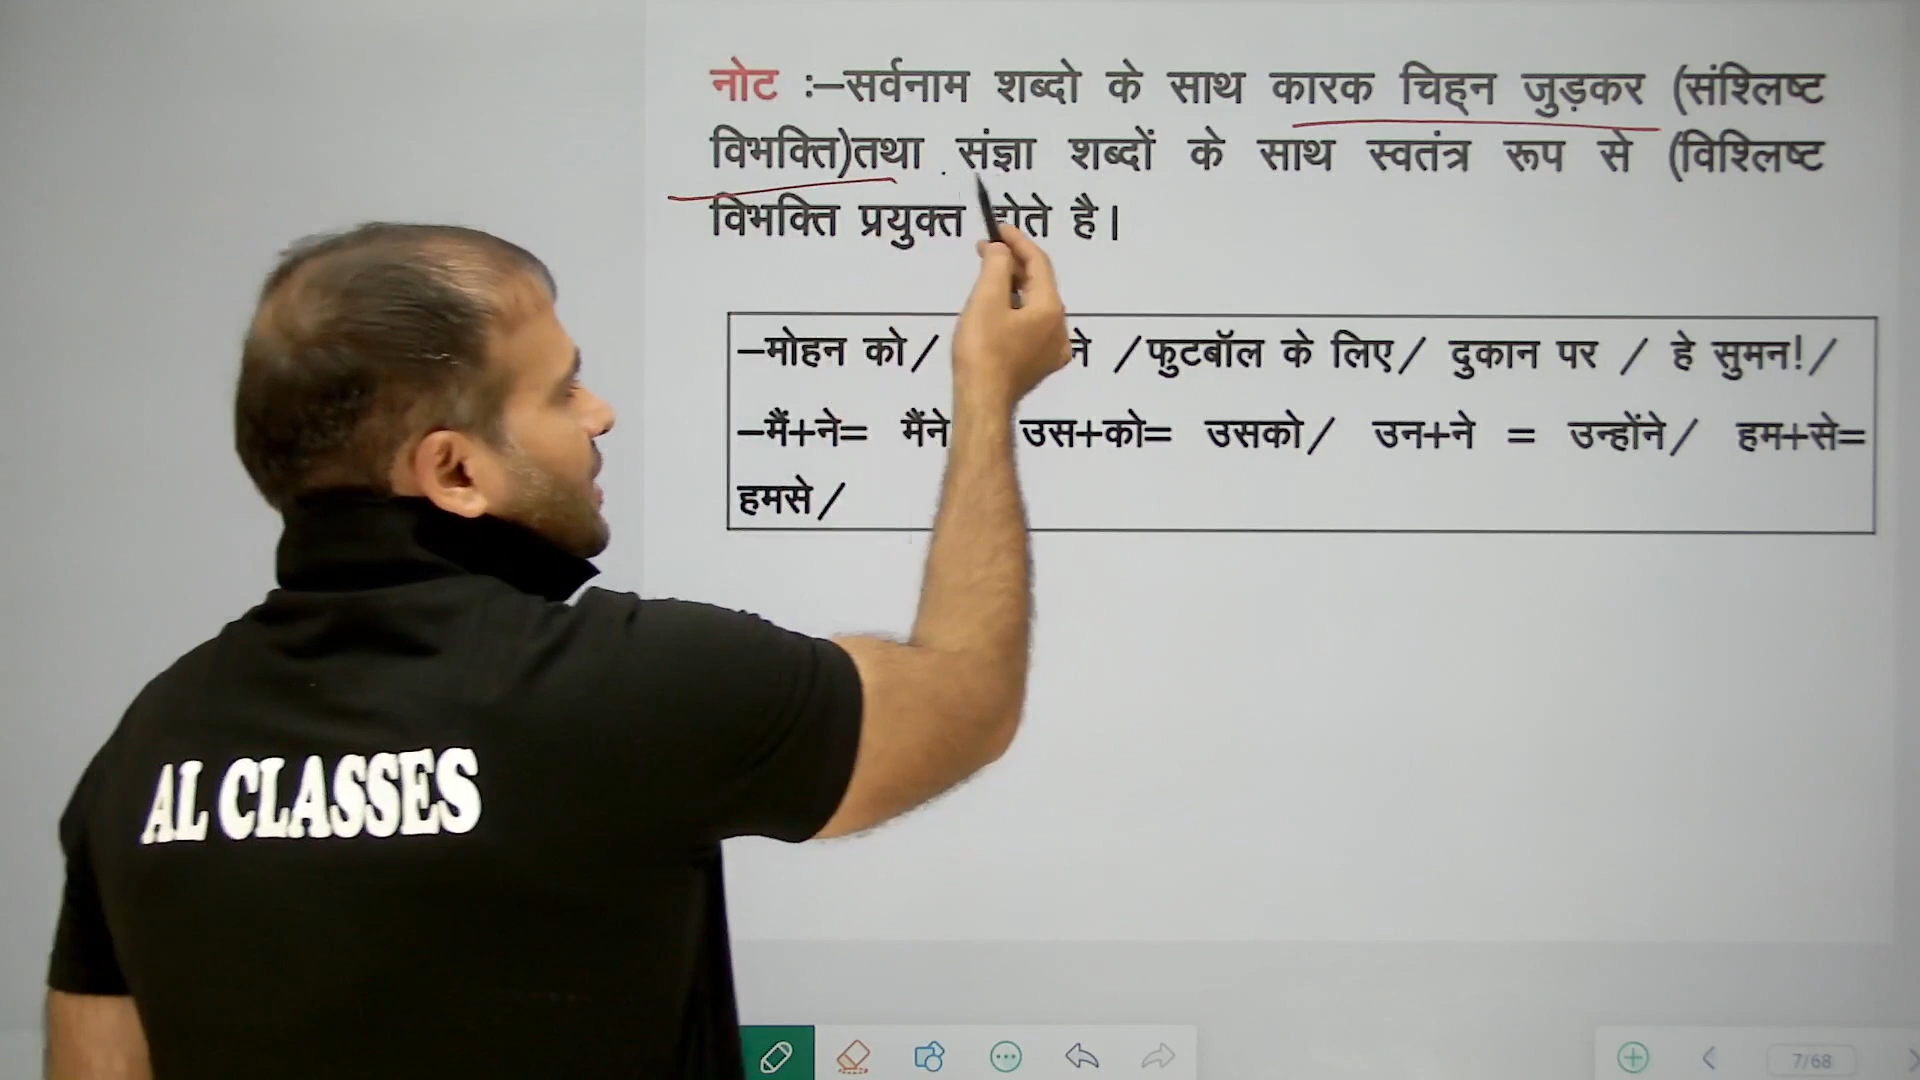 नोट :–सर्वनाम शब्दो के साथ कारक चिह्न जुड़कर (संश्लिष्ट
विभक्ति)तथा संज्ञा शब्दों के साथ स्वतंत्र रूप से (विश्लिष्ट
विभक्ति प्रयुक्त होते है।
–मोहन को/ ने /फुटबॉल के लिए/ दुकान पर / हे सुमन!/
–मैं+ने= मैंने उस+को= उसको/ उन+ने = उन्होंने/ हम+से=
हमसे/
AL CLASSES
7/68